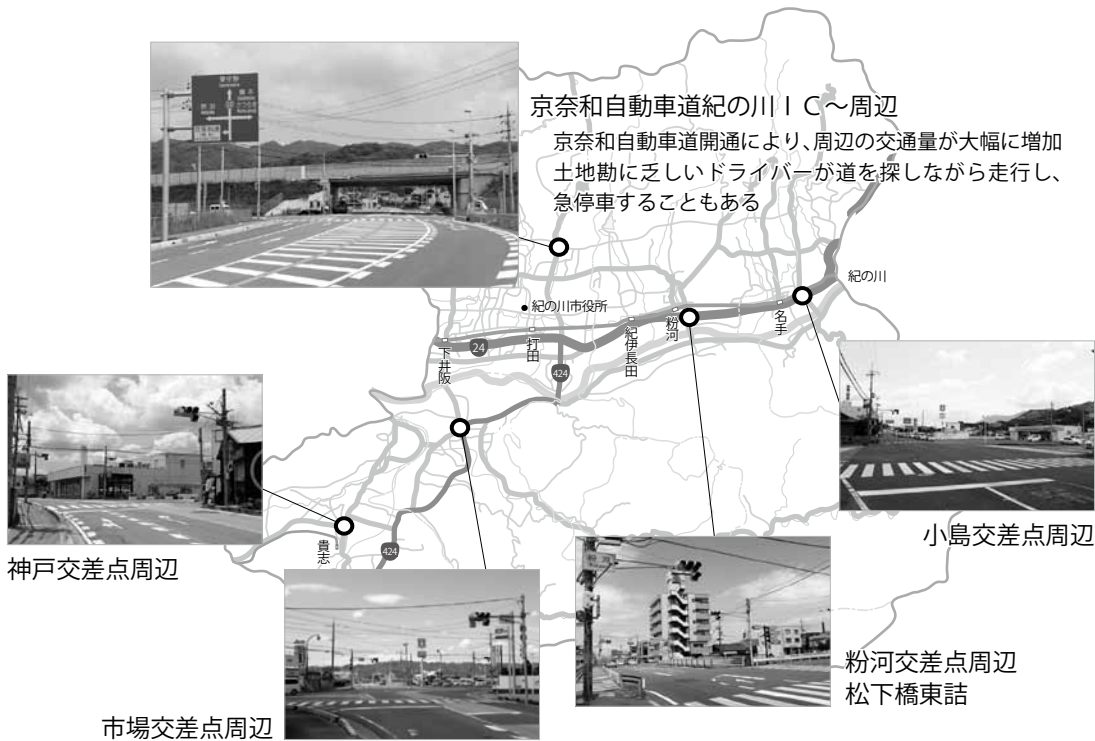 京奈和自動車道紀の川ＩＣ〜周辺
京奈和自動車道開通により、周辺の交通量が大幅に増加
土地勘に乏しいドライバーが道を探しながら走行し、
急停車することもある
紀の川
紀の川市役所
名手
粉河
紀伊長田
打田
下井阪
24
424
小島交差点周辺
神戸交差点周辺
貴志
424
粉河交差点周辺
松下橋東詰
市場交差点周辺